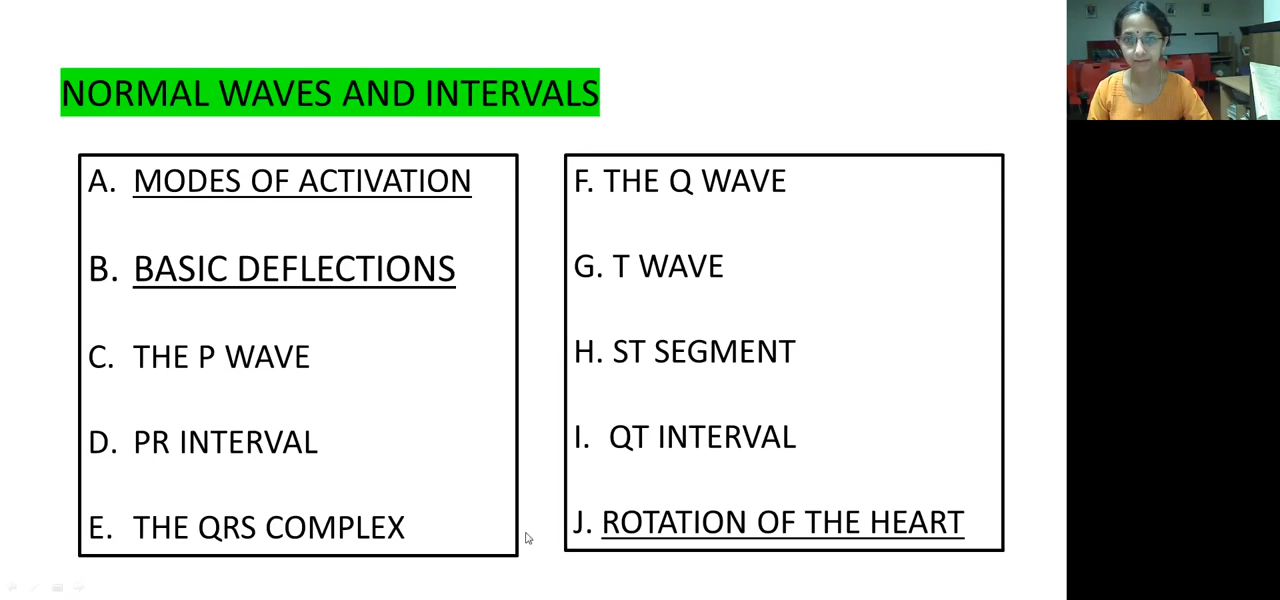 NORMAL WAVES AND INTERVALS
A. MODES OF ACTIVATION
B. BASIC DEFLECTIONS
C. THE P WAVE
D. PR INTERVAL
E. THE QRS COMPLEX
F. THE Q WAVE
G. T WAVE
H. ST SEGMENT
I. QT INTERVAL
J. ROTATION OF THE HEART